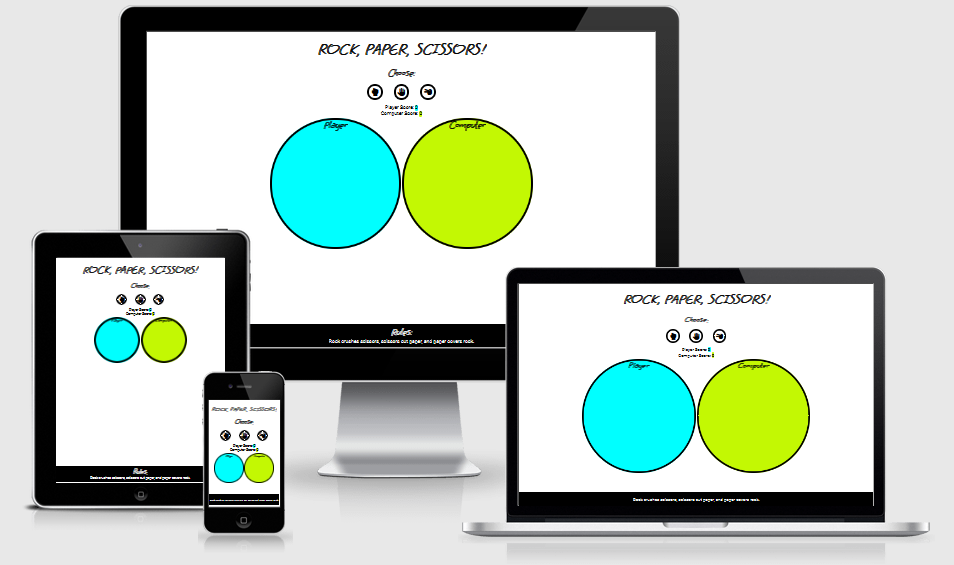 ROCK, PAPER, SCISSORS!
Choose:
Player Score: 0
Computer Score: 0
Player
Computer
Rules:
Rock crushes scissors, scissors cut paper, and paper covers rock.
ROCK, PAPER, SCISSORS!
Choose:
Player Score: 0
Computer Score: 0
Rules:
Rock crushes scissors, scissors cut paper, and paper covers rock.
ROCK, PAPER, SCISSORS!
Choose:
Player Score: 0
Computer Score: 0
ROCK, PAPER, SCISSORS!
Choose:
Player Score: 0
Computer Score: 0
Player
Computer
Rock crushes scissors, scissors cut paper, and paper covers rock.